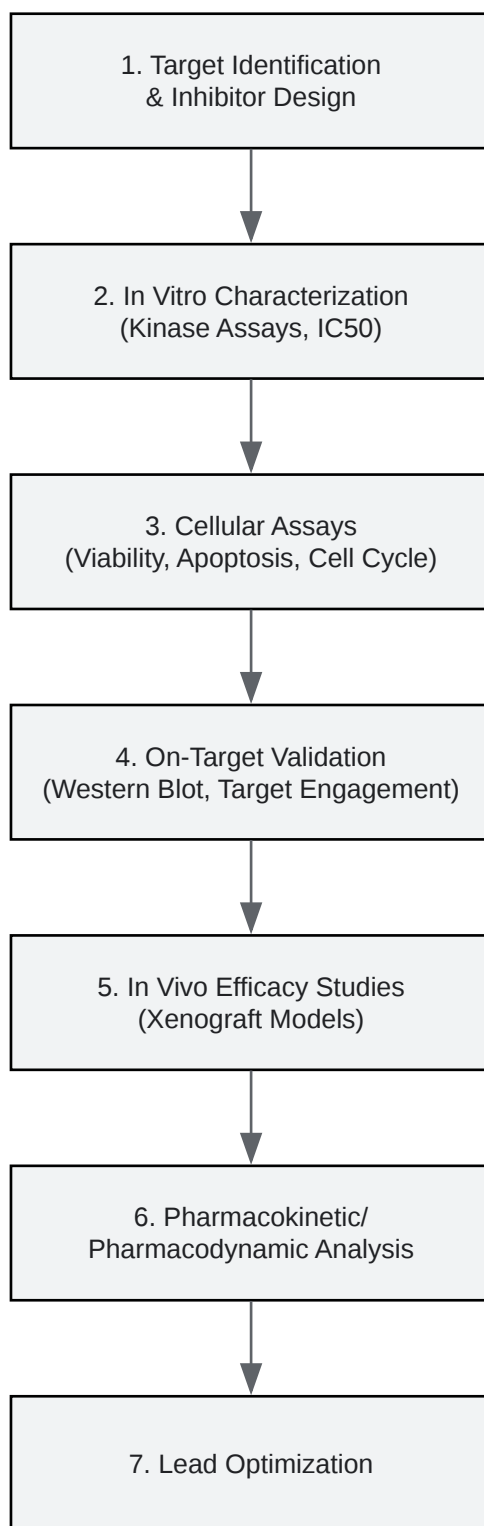 1. Target Identification
& Inhibitor Design
2. In Vitro Characterization
(Kinase Assays, IC50)
3. Cellular Assays
(Viability, Apoptosis, Cell Cycle)
4. On-Target Validation
(Western Blot, Target Engagement)
5. In Vivo Efficacy Studies
(Xenograft Models)
6. Pharmacokinetic/
Pharmacodynamic Analysis
7. Lead Optimization